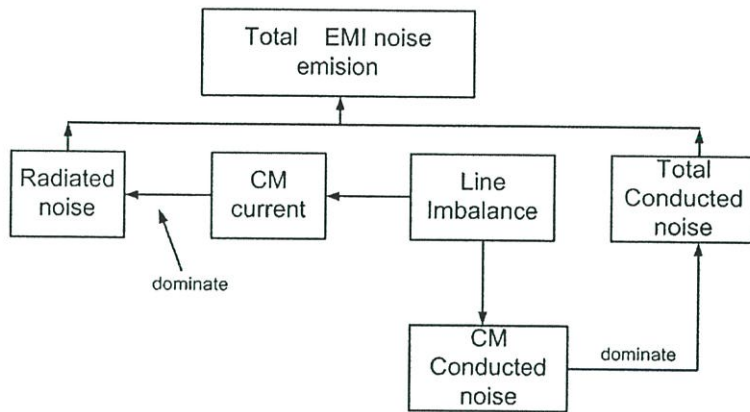 Total EMI noise
emision
Radiated
noise
CM
current
Line
Imbalance
Total
Conducted
noise
dominate
CM
Conducted
noise
dominate